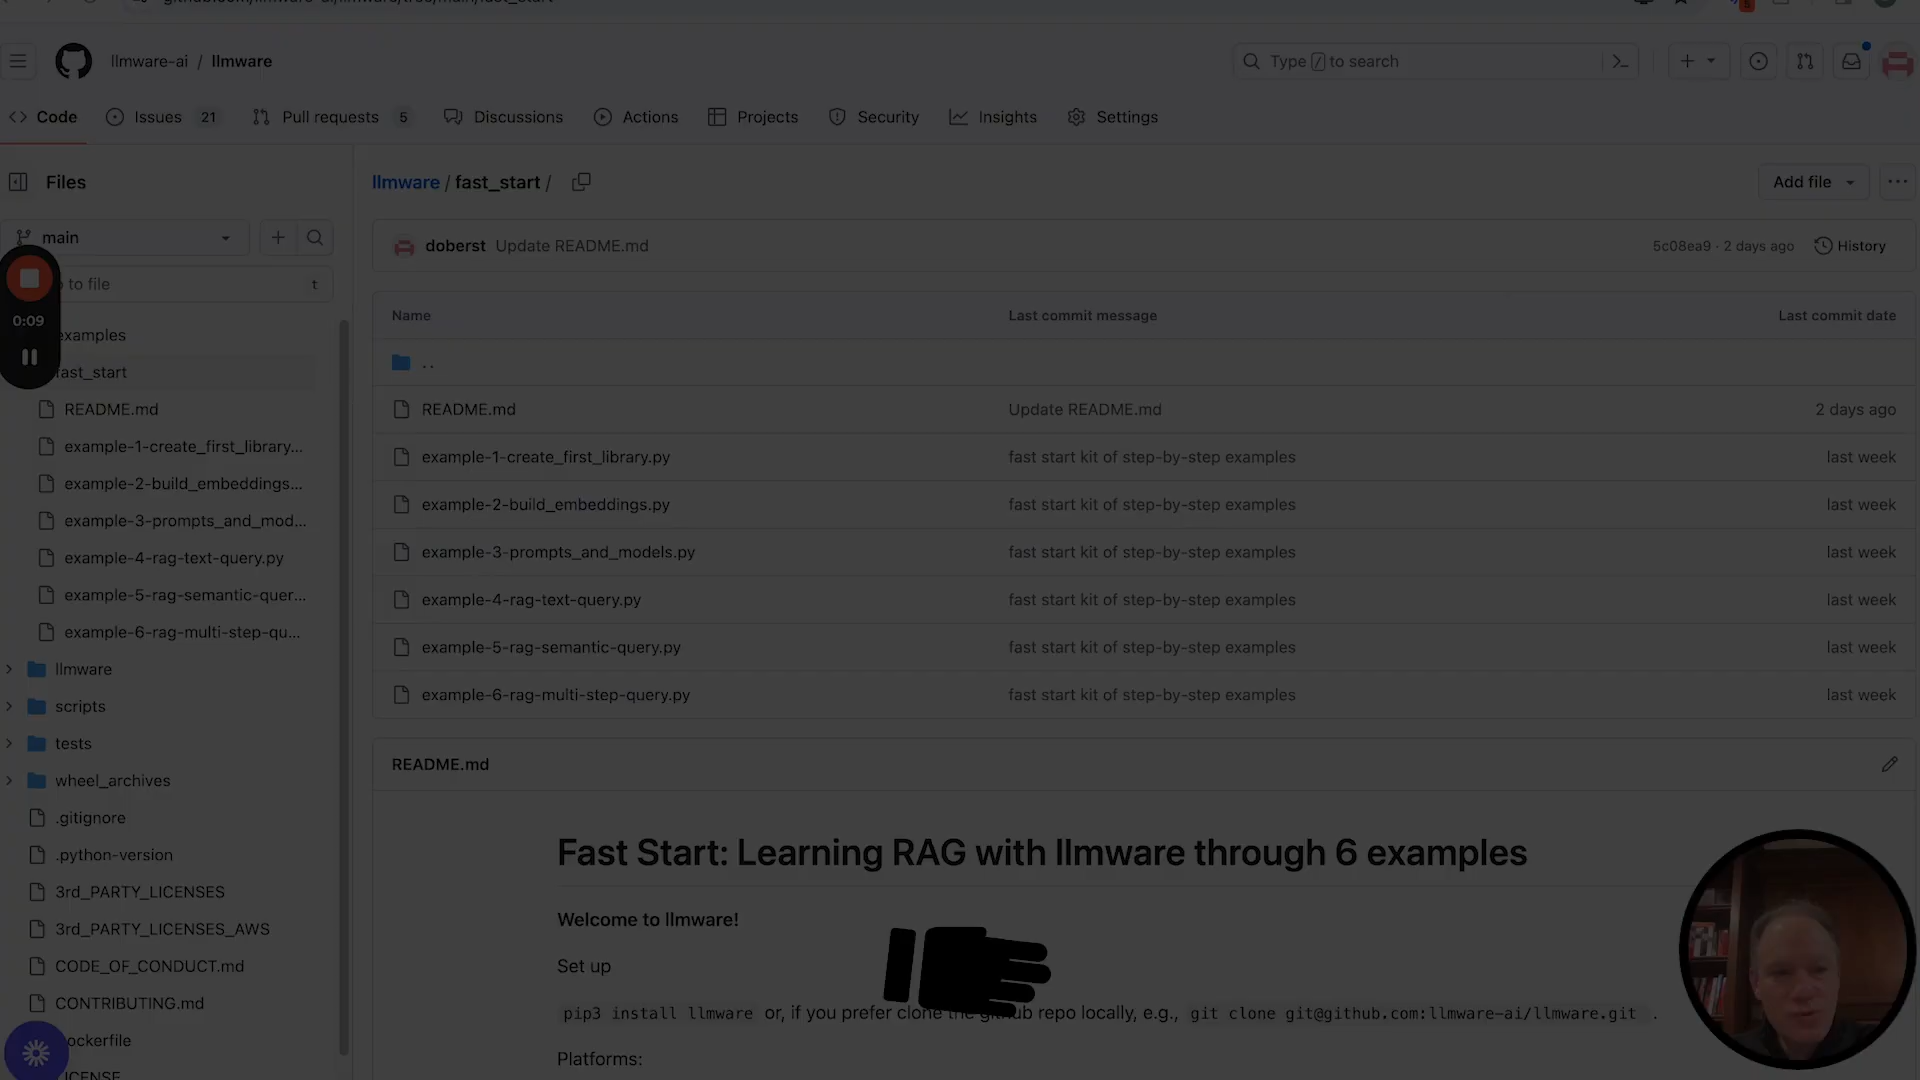 llmware-ai / llmware
Type / to search
Code
Issues 21
Pull requests 5
Discussions
Actions
Projects
Security
Insights
Settings
Files
llmware / fast_start /
Add file
main
doberst Update README.md
5c08ea9 · 2 days ago
History
to file
t
0:09
Name
Last commit message
Last commit date
examples
..
fast_start
README.md
example-1-create_first_library...
example-2-build_embeddings...
example-3-prompts_and_mod...
example-4-rag-text-query.py
example-5-rag-semantic-quer...
example-6-rag-multi-step-qu...
llmware
scripts
tests
wheel_archives
.gitignore
.python-version
3rd_PARTY_LICENSES
3rd_PARTY_LICENSES_AWS
CODE_OF_CONDUCT.md
CONTRIBUTING.md
ockerfile
ICENSE
README.md Update README.md 2 days ago
example-1-create_first_library.py fast start kit of step-by-step examples last week
example-2-build_embeddings.py fast start kit of step-by-step examples last week
example-3-prompts_and_models.py fast start kit of step-by-step examples last week
example-4-rag-text-query.py fast start kit of step-by-step examples last week
example-5-rag-semantic-query.py fast start kit of step-by-step examples last week
example-6-rag-multi-step-query.py fast start kit of step-by-step examples last week
README.md
Fast Start: Learning RAG with llmware through 6 examples
Welcome to llmware!
Set up
pip3 install llmware or, if you prefer clone the github repo locally, e.g., git clone git@github.com:llmware-ai/llmware.git .
Platforms: